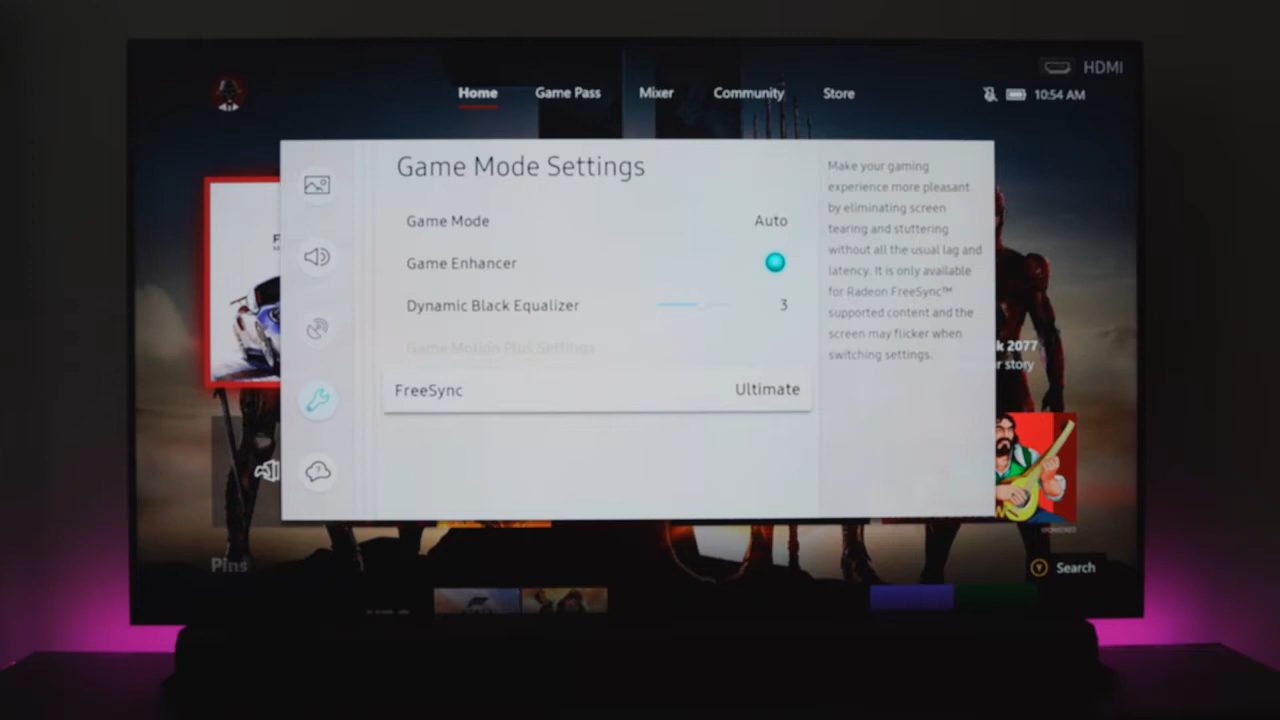 HDMI
Home Game Pass Mixer Community Store
10:54 AM
Game Mode Settings
Game Mode Auto
Game Enhancer
Dynamic Black Equalizer 3
Game Motion Plus Settings
FreeSync Ultimate
Make your gaming
experience more pleasant
by eliminating screen
tearing and stuttering
without all the usual lag and
latency. It is only available
for Radeon FreeSync™
supported content and the
screen may flicker when
switching settings.
k 2077
r story
Pins
Y Search